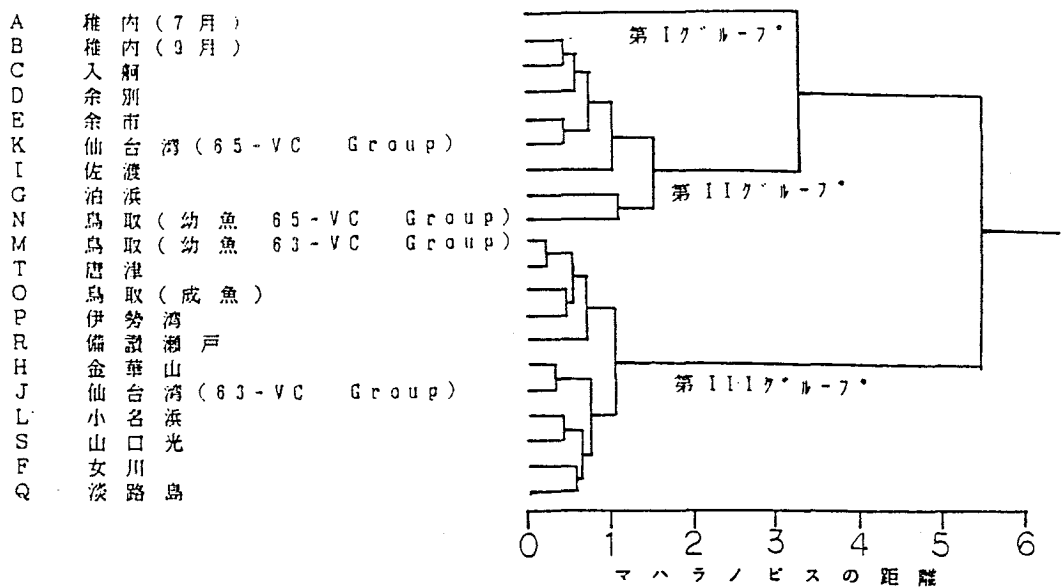 A 稚内(7月)
B 稚内(9月)
C 入舸
D 余別
E 余市
K 仙台湾(65-VC Group)
I 佐渡
G 泊浜
N 鳥取(幼魚 65-VC Group)
M 鳥取(幼魚 63-VC Group)
T 唐津
O 鳥取(成魚)
P 伊勢湾
R 備讃瀬戸
H 金華山
J 仙台湾(63-VC Group)
L 小名浜
S 山口光
F 女川
Q 淡路島
第Iグループ
第IIグループ
第IIIグループ
0 1 2 3 4 5 6
マハラノビスの距離